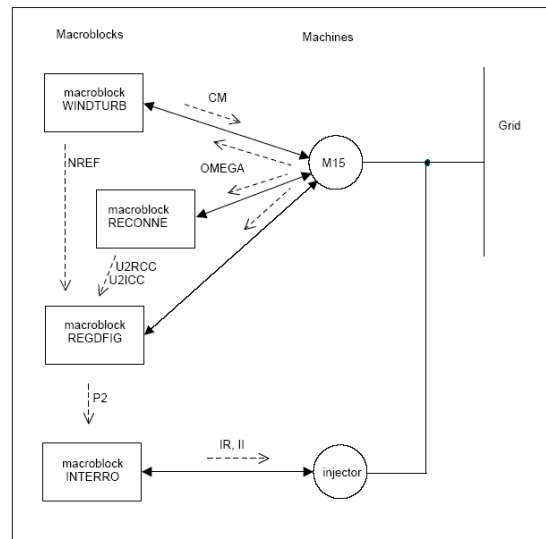 Macroblocks
Machines
macroblock
WINDTURB
CM
Grid
NREF
OMEGA
M15
macroblock
RECONNE
U2RCC
U2ICC
macroblock
REGDFIG
P2
IR, II
macroblock
INTERRO
injector